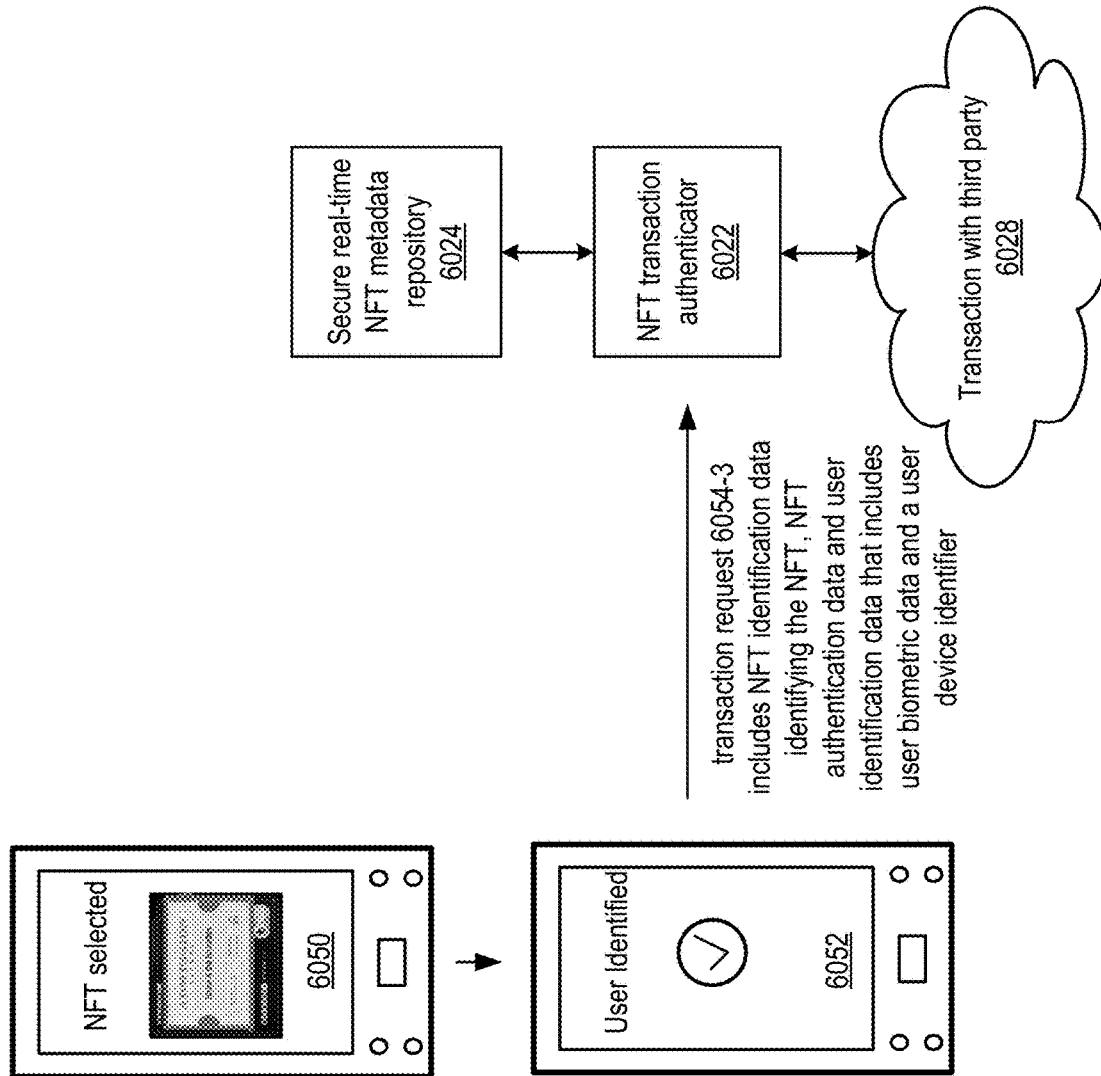 NFT selected
6050
User Identified
6052
transaction request 6054-3
includes NFT identification data
identifying the NFT, NFT
authentication data and user
identification data that includes
user biometric data and a user
device identifier
Secure real-time
NFT metadata
repository
6024
NFT transaction
authenticator
6022
Transaction with third party
6028